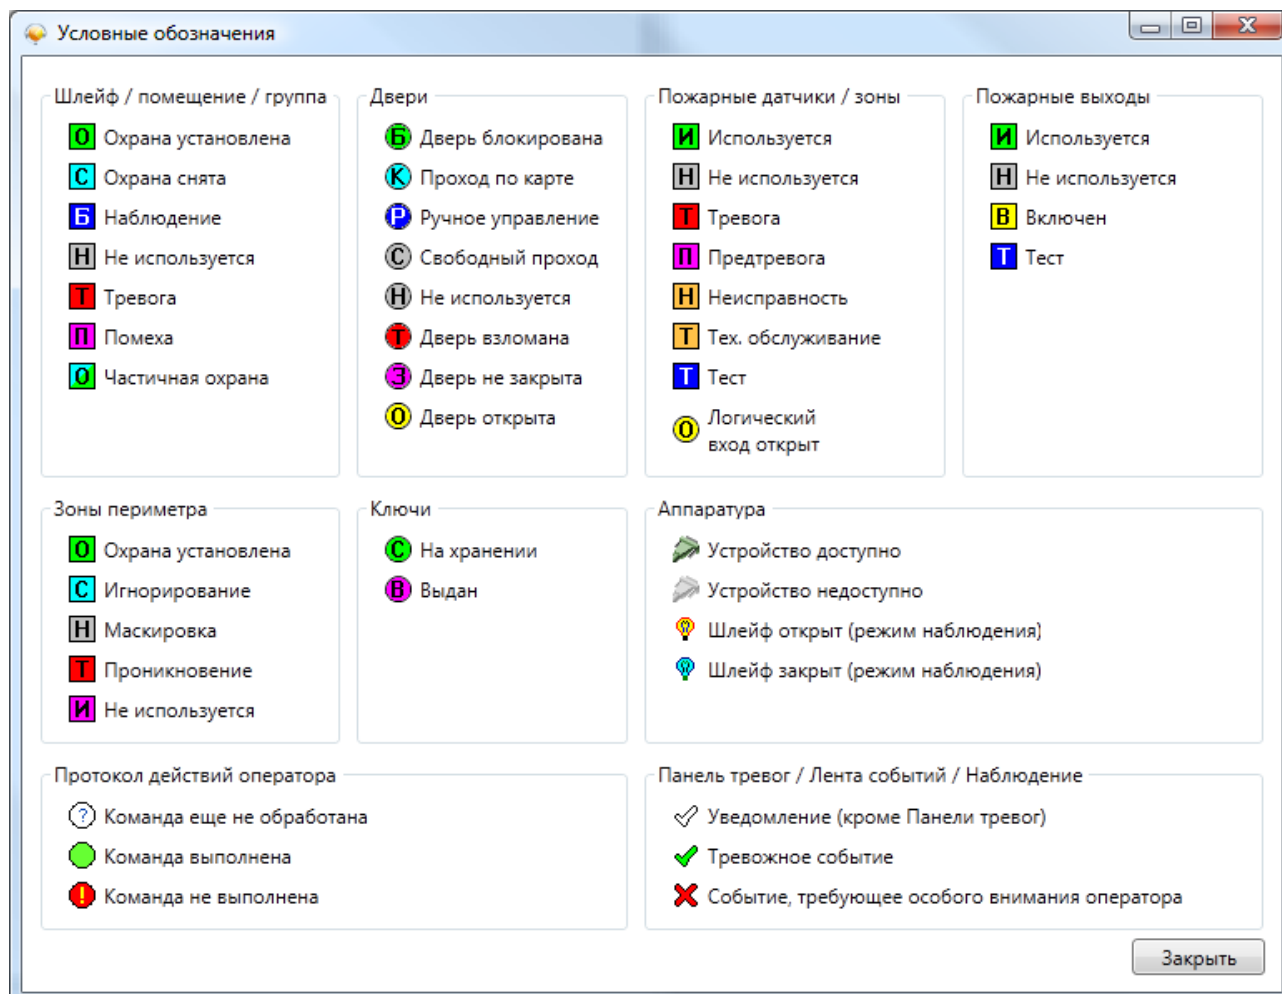 Условные обозначения
Шлейф / помещение / группа
О Охрана установлена
С Охрана снята
Б Наблюдение
Н Не используется
Т Тревога
П Помеха
О Частичная охрана
Двери
Б Дверь блокирована
К Проход по карте
Р Ручное управление
С Свободный проход
Н Не используется
Т Дверь взломана
З Дверь не закрыта
О Дверь открыта
Пожарные датчики / зоны
И Используется
Н Не используется
Т Тревога
П Предтревога
Н Неисправность
Т Тех. обслуживание
Т Тест
О Логический
вход открыт
Пожарные выходы
И Используется
Н Не используется
В Включен
Т Тест
Зоны периметра
О Охрана установлена
С Игнорирование
Н Маскировка
Т Проникновение
И Не используется
Ключи
С На хранении
В Выдан
Аппаратура
Устройство доступно
Устройство недоступно
Шлейф открыт (режим наблюдения)
Шлейф закрыт (режим наблюдения)
Протокол действий оператора
? Команда еще не обработана
Команда выполнена
! Команда не выполнена
Панель тревог / Лента событий / Наблюдение
Уведомление (кроме Панели тревог)
Тревожное событие
Событие, требующее особого внимания оператора
Закрыть